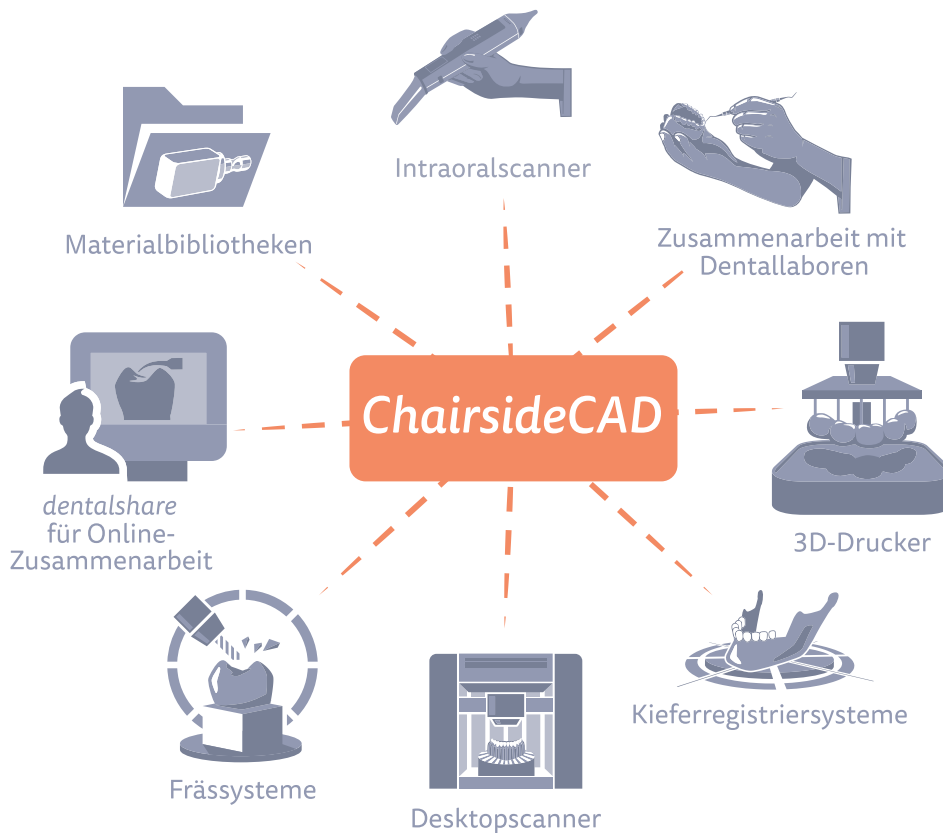 Intraoralscanner
Materialbibliotheken
Zusammenarbeit mit
Dentallaboren
ChairsideCAD
dentalshare
für Online-
Zusammenarbeit
3D-Drucker
Kieferregistriersysteme
Frässysteme
Desktopscanner